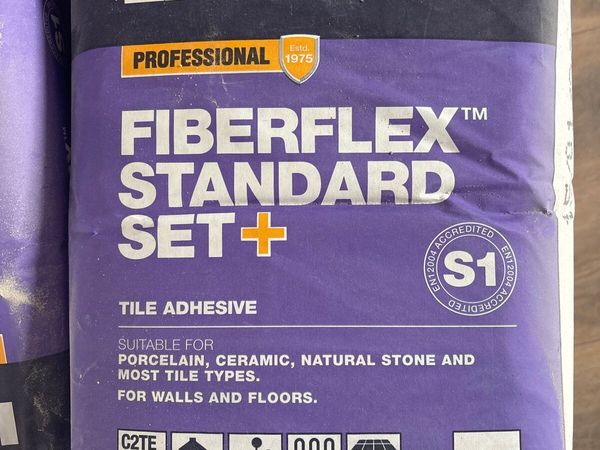 PROFESSIONAL
Estd.
1975
FIBERFLEX™
STANDARD
SET+
EN12004 ACCREDITED
S1
EN12004 ACCREDITED
TILE ADHESIVE
SUITABLE FOR
PORCELAIN, CERAMIC, NATURAL STONE AND
MOST TILE TYPES.
FOR WALLS AND FLOORS.
C2TE